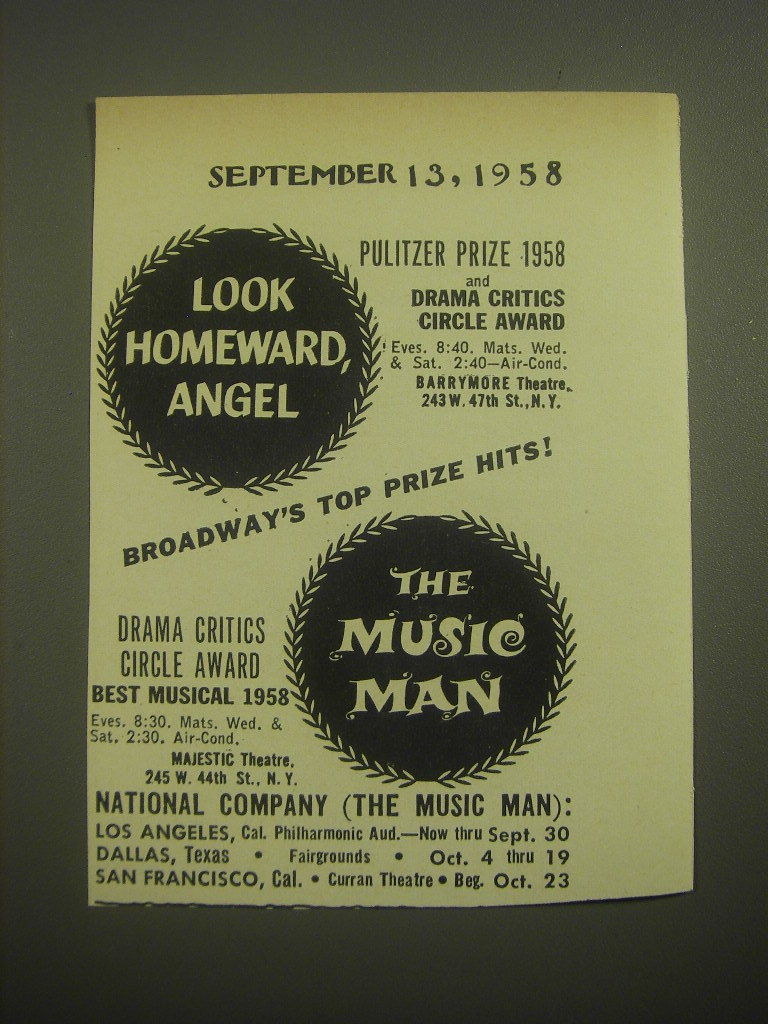 SEPTEMBER 13, 1958
LOOK
HOMEWARD,
ANGEL
PULITZER PRIZE 1958
and
DRAMA CRITICS
CIRCLE AWARD
Eves. 8:40. Mats. Wed.
& Sat. 2:40—Air-Cond.
BARRYMORE Theatre.
243 W. 47th St., N.Y.
BROADWAY'S TOP PRIZE HITS!
THE
MUSIC
MAN
DRAMA CRITICS
CIRCLE AWARD
BEST MUSICAL 1958
Eves. 8:30. Mats. Wed. &
Sat. 2:30. Air-Cond.
MAJESTIC Theatre.
245 W. 44th St., N.Y.
NATIONAL COMPANY (THE MUSIC MAN):
LOS ANGELES, Cal. Philharmonic Aud.—Now thru Sept. 30
DALLAS, Texas • Fairgrounds • Oct. 4 thru 19
SAN FRANCISCO, Cal. • Curran Theatre • Beg. Oct. 23